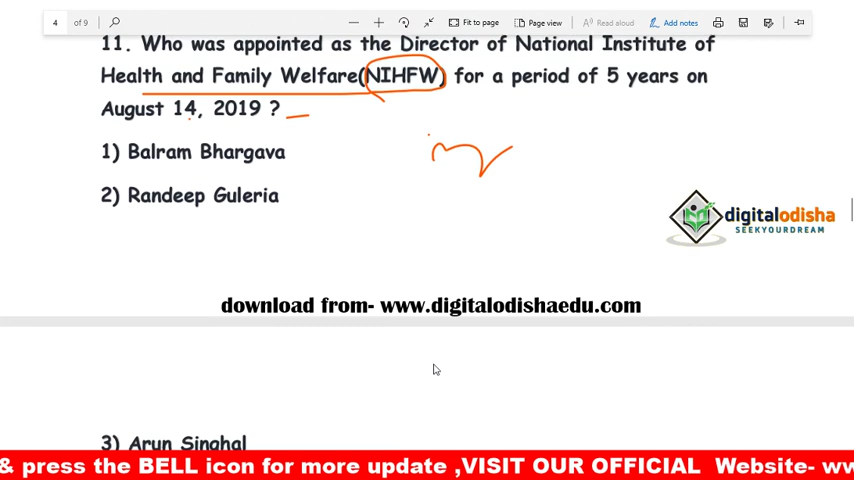 4 of 9 Fit to page Page view Read aloud Add notes
11. Who was appointed as the Director of National Institute of
Health and Family Welfare(NIHFW) for a period of 5 years on
August 14, 2019 ?
1) Balram Bhargava
2) Randeep Guleria
digitalodisha
SEEKYOURDREAM
download from- www.digitalodishaedu.com
3) Arun Singhal
& press the BELL icon for more update ,VISIT OUR OFFICIAL Website- ww